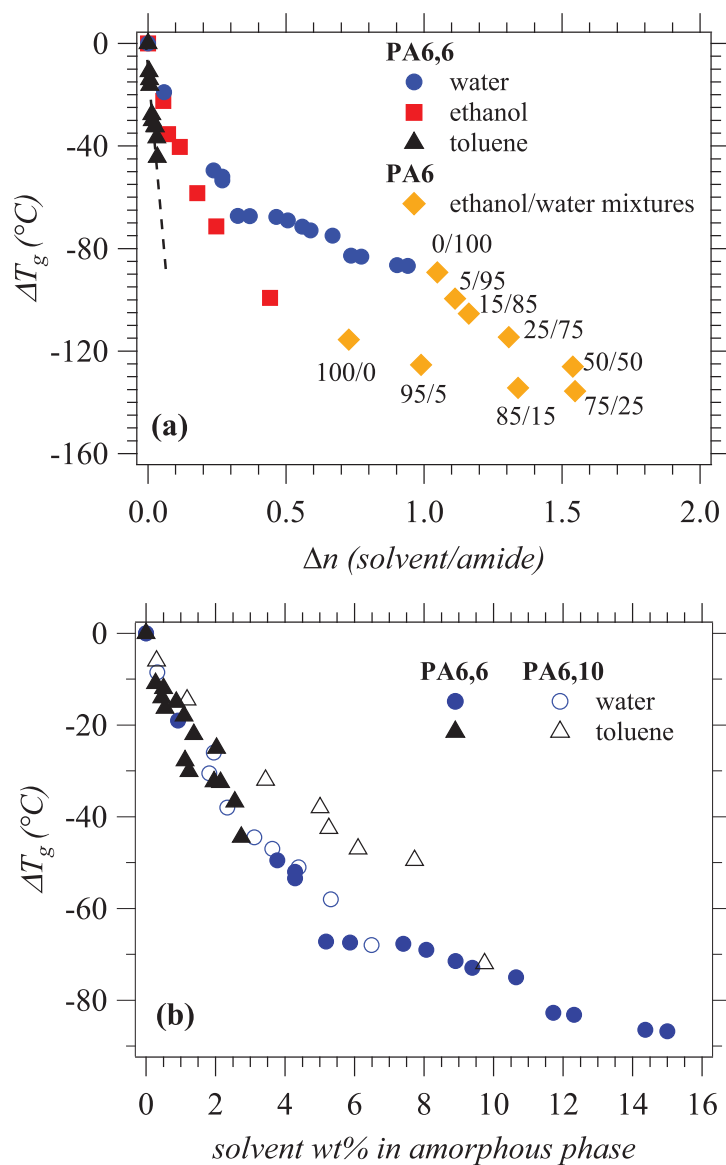 0
-40
-80
-120
-160
ΔTg (°C)
PA6,6
water
ethanol
toluene
PA6
ethanol/water mixtures
0/100
5/95
15/85
25/75
50/50
75/25
85/15
95/5
100/0
(a)
0.0 0.5 1.0 1.5 2.0
Δn (solvent/amide)
0
-20
-40
-60
-80
ΔTg (°C)
PA6,6 PA6,10
water
toluene
(b)
0 2 4 6 8 10 12 14 16
solvent wt% in amorphous phase